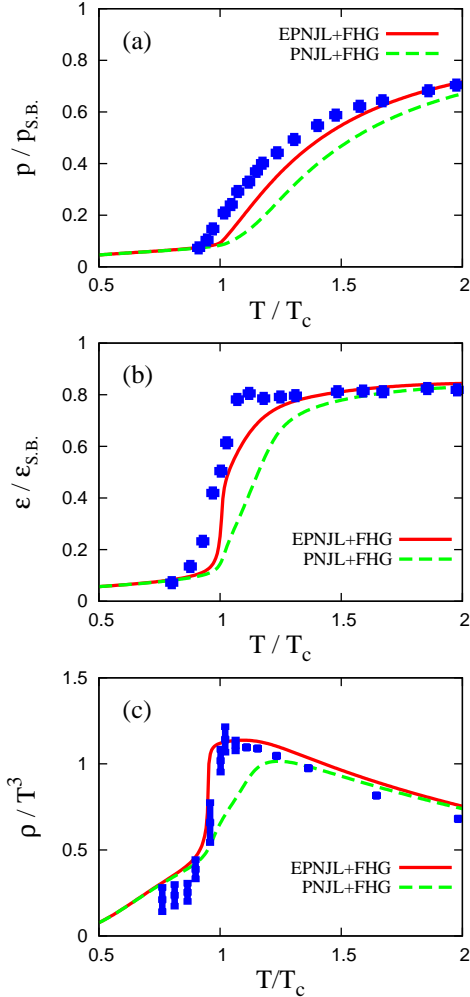 (a)
EPNJL+FHG
PNJL+FHG
p / p_S.B.
1
0.8
0.6
0.4
0.2
0
0.5 1 1.5 2
T / T_c
(b)
EPNJL+FHG
PNJL+FHG
ε / ε_S.B.
1
0.8
0.6
0.4
0.2
0
0.5 1 1.5 2
T / T_c
(c)
EPNJL+FHG
PNJL+FHG
ρ / T^3
1.5
1
0.5
0
0.5 1 1.5 2
T/T_c